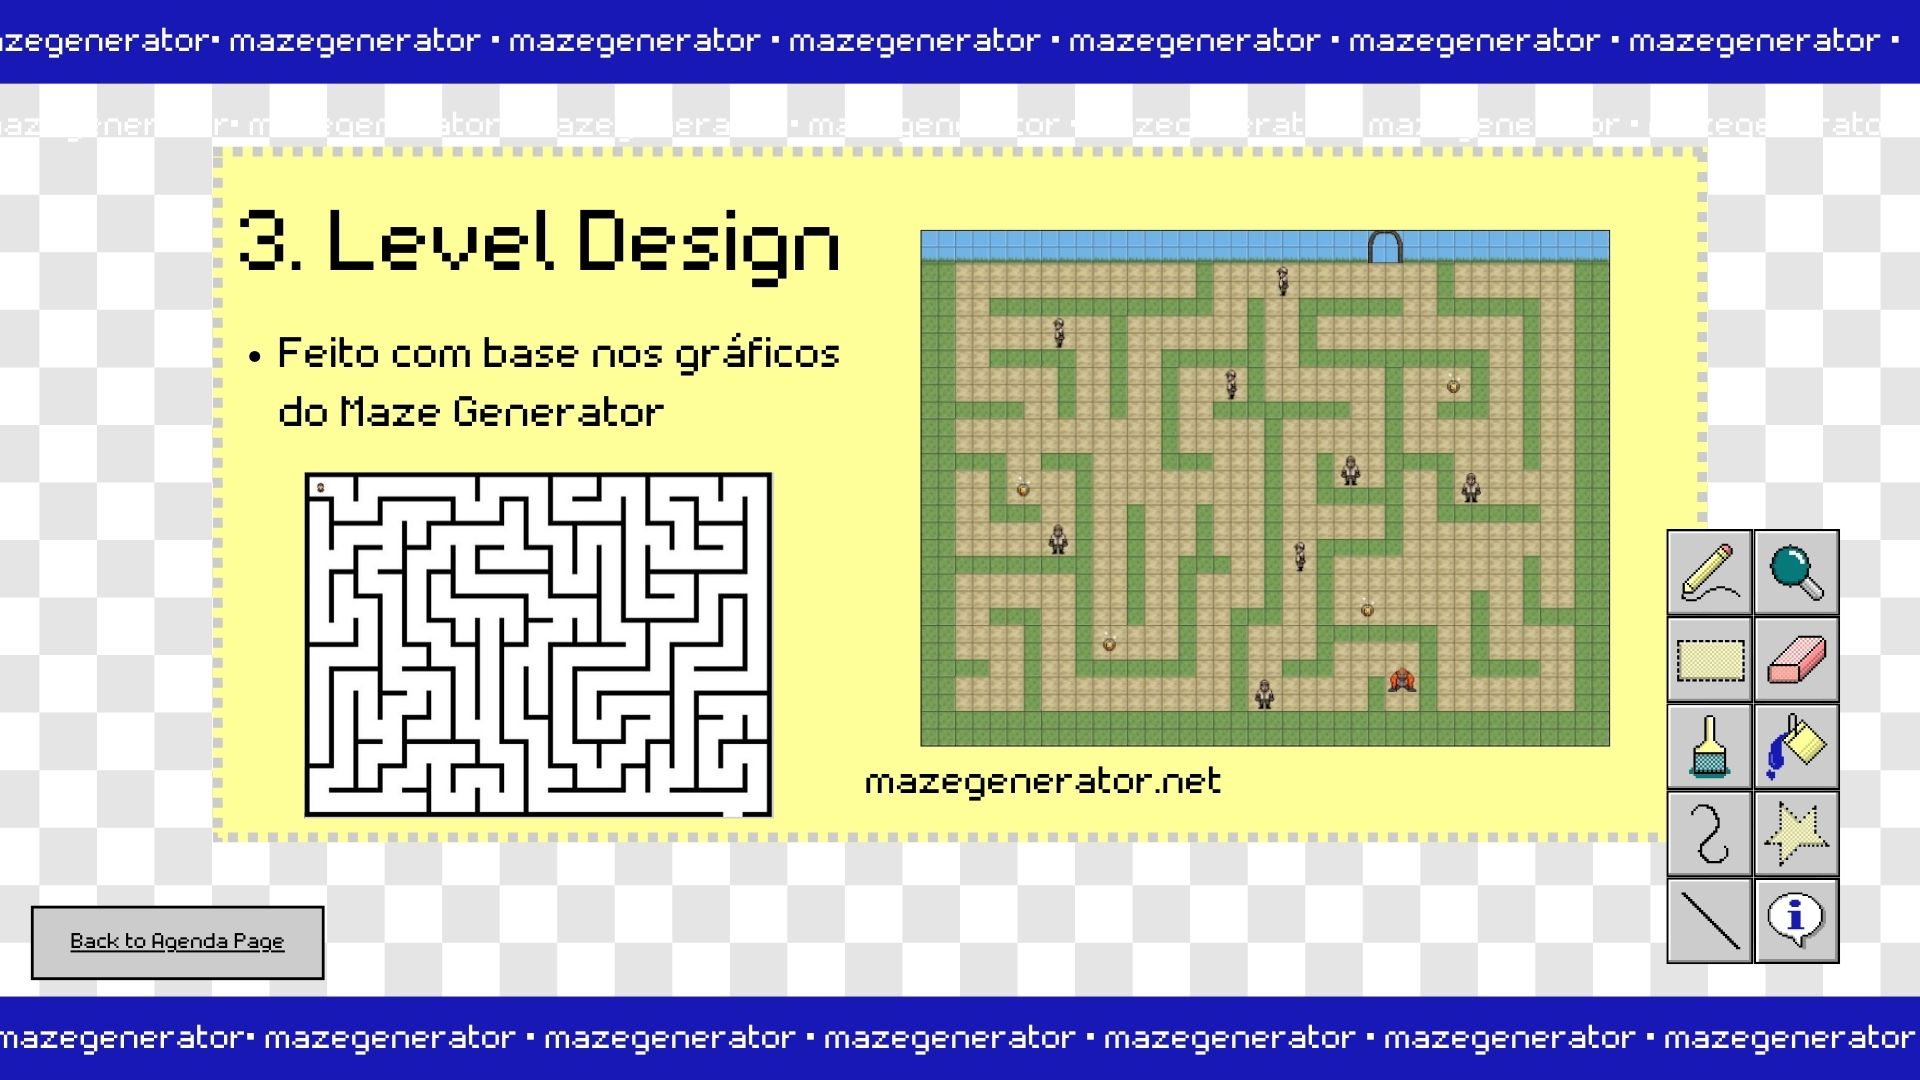 azegenerator• mazegenerator • mazegenerator • mazegenerator • mazegenerator • mazegenerator • mazegenerator •
3. Level Design
• Feito com base nos gráficos
do Maze Generator
mazegenerator.net
Back to Agenda Page
mazegenerator• mazegenerator • mazegenerator • mazegenerator • mazegenerator • mazegenerator • mazegenerator